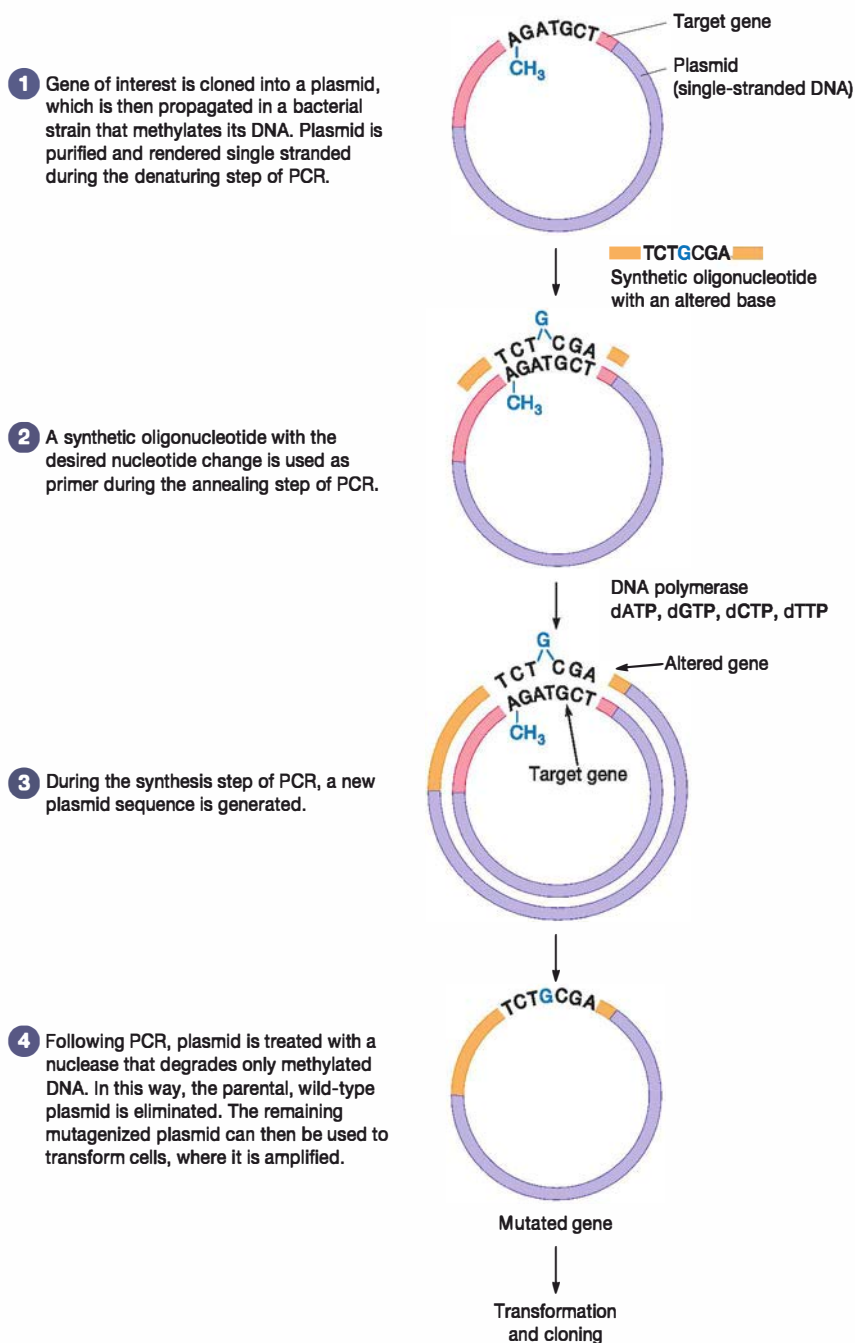 AGATGCT
CH3
Target gene
Plasmid
(single-stranded DNA)
1 Gene of interest is cloned into a plasmid,
which is then propagated in a bacterial
strain that methylates its DNA. Plasmid is
purified and rendered single stranded
during the denaturing step of PCR.
TCTGCGA
Synthetic oligonucleotide
with an altered base
G
TCT CGA
AGATGCT
CH3
2 A synthetic oligonucleotide with the
desired nucleotide change is used as
primer during the annealing step of PCR.
DNA polymerase
dATP, dGTP, dCTP, dTTP
G
TCT CGA
Altered gene
AGATGCT
CH3
Target gene
3 During the synthesis step of PCR, a new
plasmid sequence is generated.
TCTGCGA
4 Following PCR, plasmid is treated with a
nuclease that degrades only methylated
DNA. In this way, the parental, wild-type
plasmid is eliminated. The remaining
mutagenized plasmid can then be used to
transform cells, where it is amplified.
Mutated gene
Transformation
and cloning